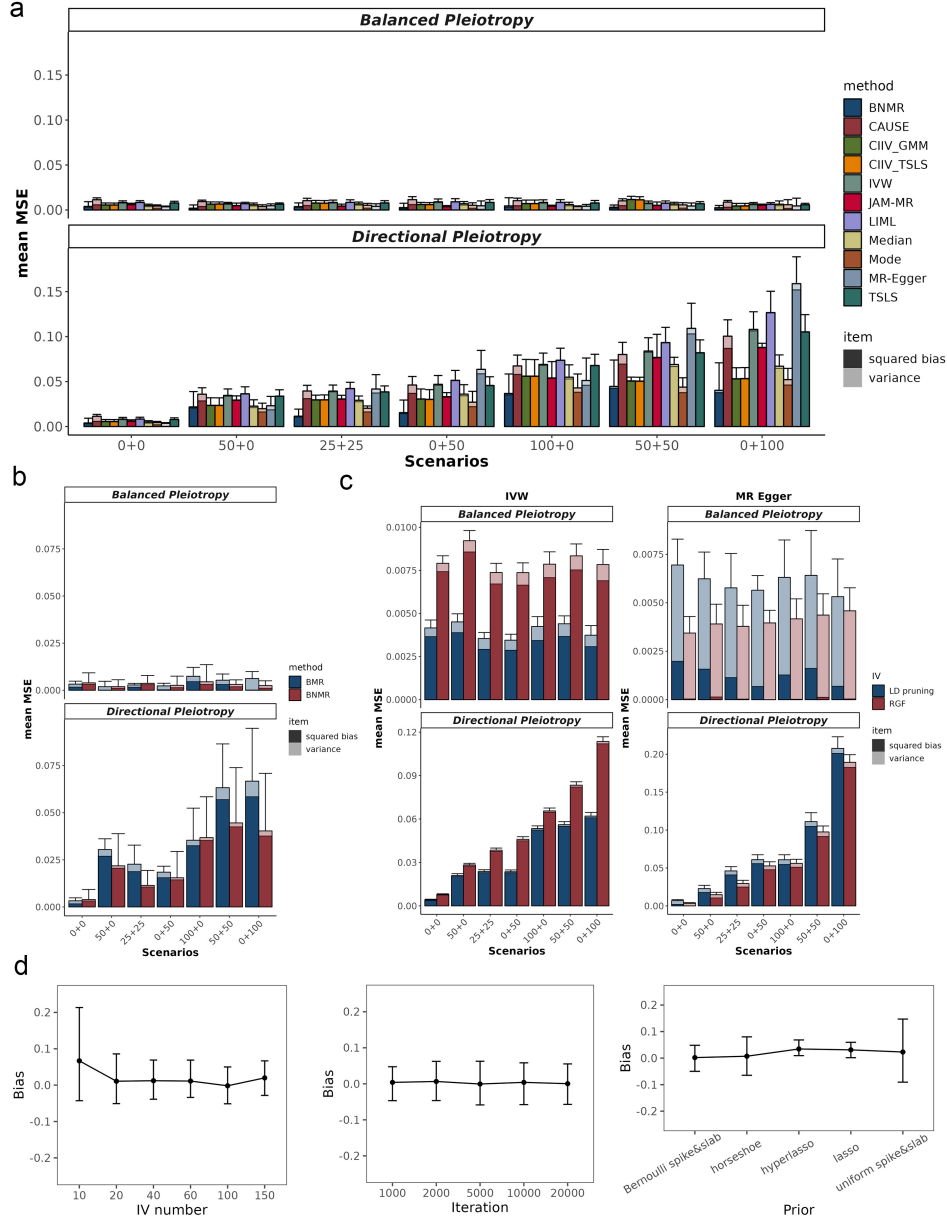 a
Balanced Pleiotropy
0.15
0.10
0.05
0.00
Directional Pleiotropy
0.15
0.10
0.05
0.00
mean MSE
0+0
50+0
25+25
0+50
100+0
50+50
0+100
Scenarios
method
BNMR
CAUSE
CIIV_GMM
CIIV_TSLS
IVW
JAM-MR
LIML
Median
Mode
MR-Egger
TSLS
item
squared bias
variance
b
Balanced Pleiotropy
0.075
0.050
0.025
0.000
Directional Pleiotropy
0.075
0.050
0.025
0.000
mean MSE
0+0
50+0
25+25
0+50
100+0
50+50
0+100
Scenarios
method
BMR
BNMR
item
squared bias
variance
c
IVW
Balanced Pleiotropy
0.0100
0.0075
0.0050
0.0025
0.0000
Directional Pleiotropy
0.12
0.09
0.06
0.03
0.00
mean MSE
0+0
50+0
25+25
0+50
100+0
50+50
0+100
Scenarios
MR Egger
Balanced Pleiotropy
0.0075
0.0050
0.0025
0.0000
Directional Pleiotropy
0.20
0.15
0.10
0.05
0.00
mean MSE
0+0
50+0
25+25
0+50
100+0
50+50
0+100
Scenarios
IV
LD pruning
RGF
item
squared bias
variance
d
0.2
0.1
0.0
-0.1
-0.2
Bias
10
20
40
60
100
150
IV number
0.2
0.1
0.0
-0.1
-0.2
Bias
1000
2000
5000
10000
20000
Iteration
0.2
0.1
0.0
-0.1
-0.2
Bias
Bernoulli spike&slab
horseshoe
hyperlasso
lasso
uniform spike&slab
Prior